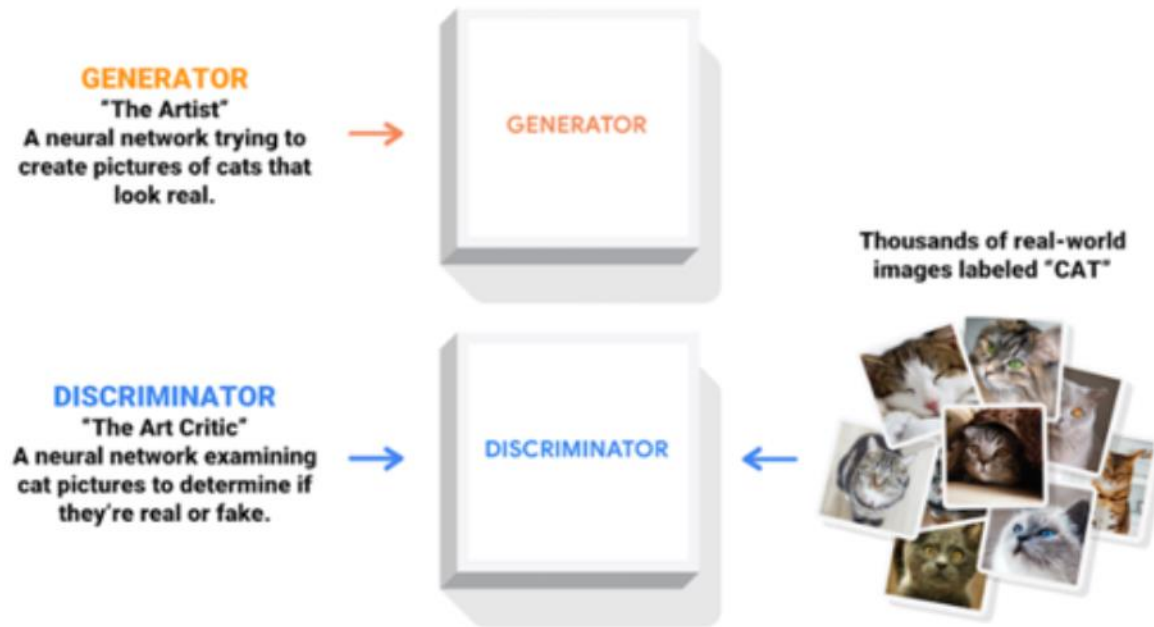 GENERATOR
"The Artist"
A neural network trying to
create pictures of cats that
look real.
GENERATOR
Thousands of real-world
images labeled "CAT"
DISCRIMINATOR
"The Art Critic"
A neural network examining
cat pictures to determine if
they're real or fake.
DISCRIMINATOR